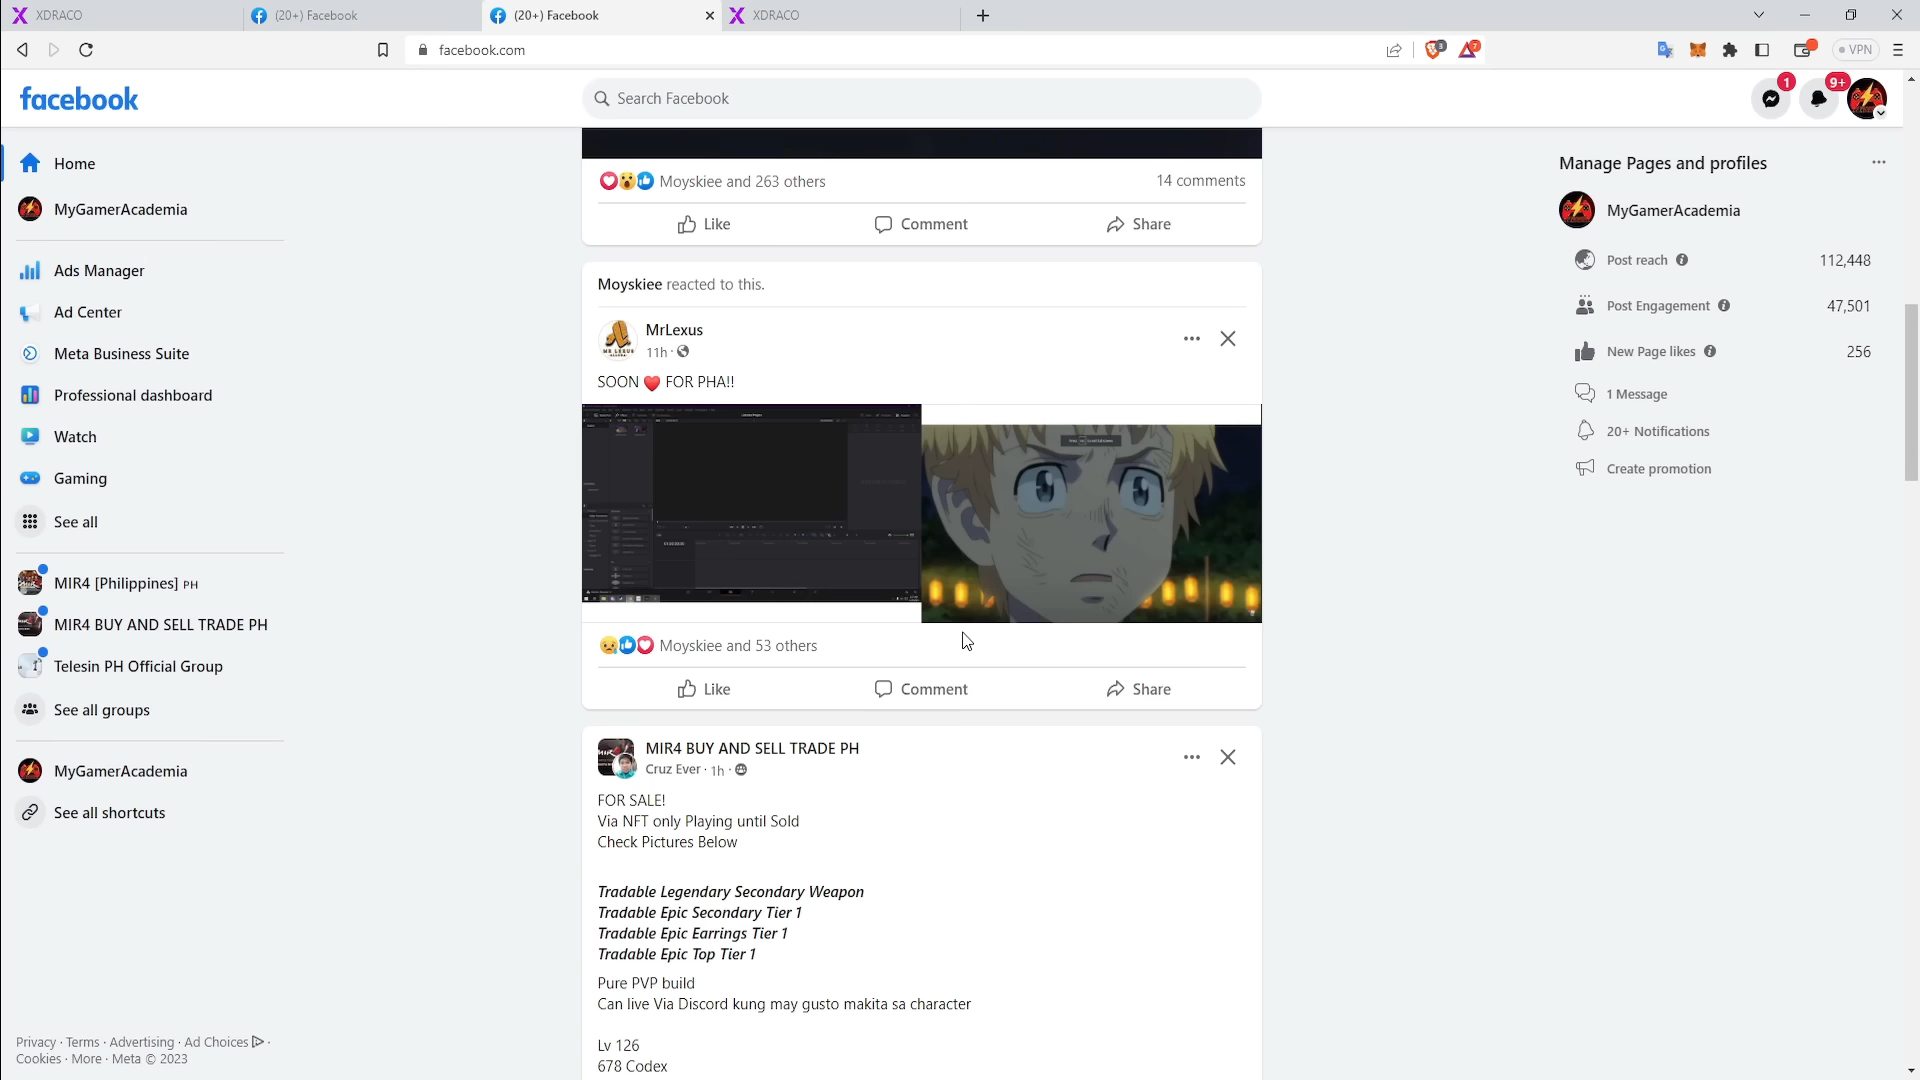 XDRACO
(20+) Facebook
(20+) Facebook
XDRACO
facebook.com
VPN
facebook
Search Facebook
1
9+
Home
MyGamerAcademia
Ads Manager
Ad Center
Meta Business Suite
Professional dashboard
Watch
Gaming
See all
MIR4 [Philippines] PH
MIR4 BUY AND SELL TRADE PH
Telesin PH Official Group
See all groups
MyGamerAcademia
See all shortcuts
Privacy · Terms · Advertising · Ad Choices ·
Cookies · More · Meta © 2023
Moyskiee and 263 others
14 comments
Like
Comment
Share
Moyskiee reacted to this.
MrLexus
11h ·
SOON ❤ FOR PHA!!
Moyskiee and 53 others
Like
Comment
Share
MIR4 BUY AND SELL TRADE PH
Cruz Ever · 1h ·
FOR SALE!
Via NFT only Playing until Sold
Check Pictures Below
Tradable Legendary Secondary Weapon
Tradable Epic Secondary Tier 1
Tradable Epic Earrings Tier 1
Tradable Epic Top Tier 1
Pure PVP build
Can live Via Discord kung may gusto makita sa character
Lv 126
678 Codex
Manage Pages and profiles
MyGamerAcademia
Post reach 112,448
Post Engagement 47,501
New Page likes 256
1 Message
20+ Notifications
Create promotion